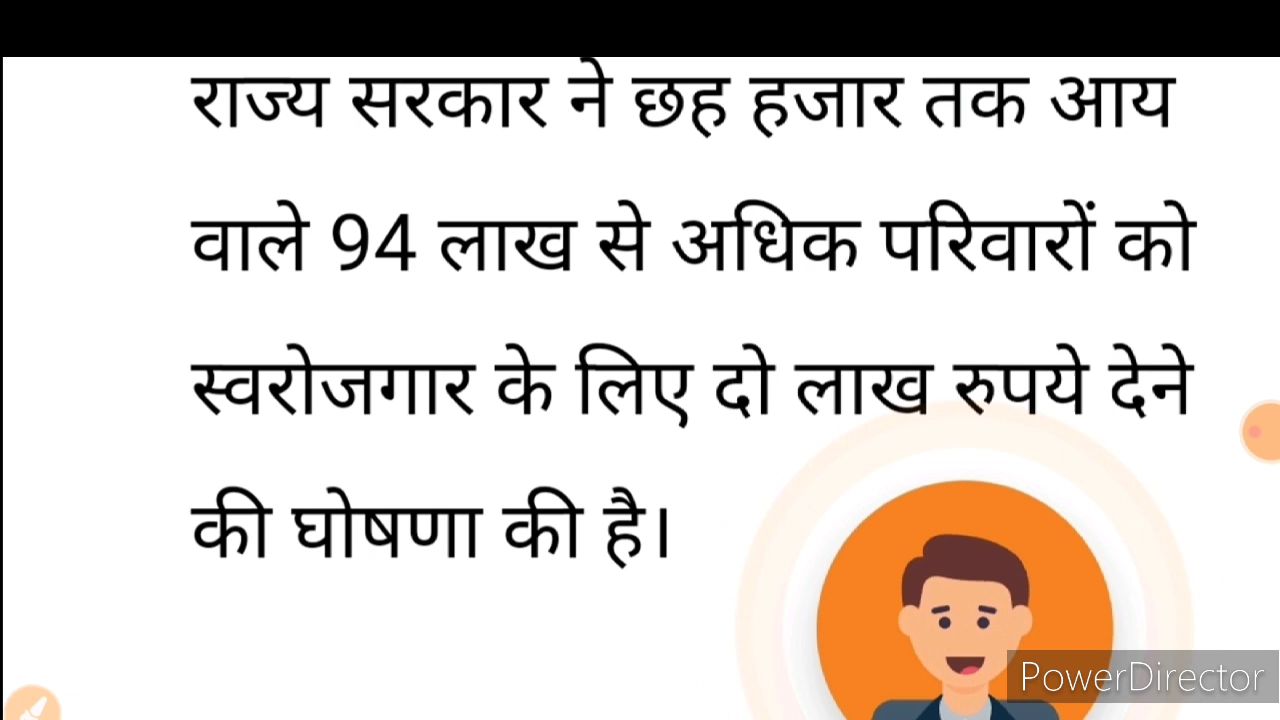 राज्य सरकार ने छह हजार तक आय
वाले 94 लाख से अधिक परिवारों को
स्वरोजगार के लिए दो लाख रुपये देने
की घोषणा की है।
PowerDirector